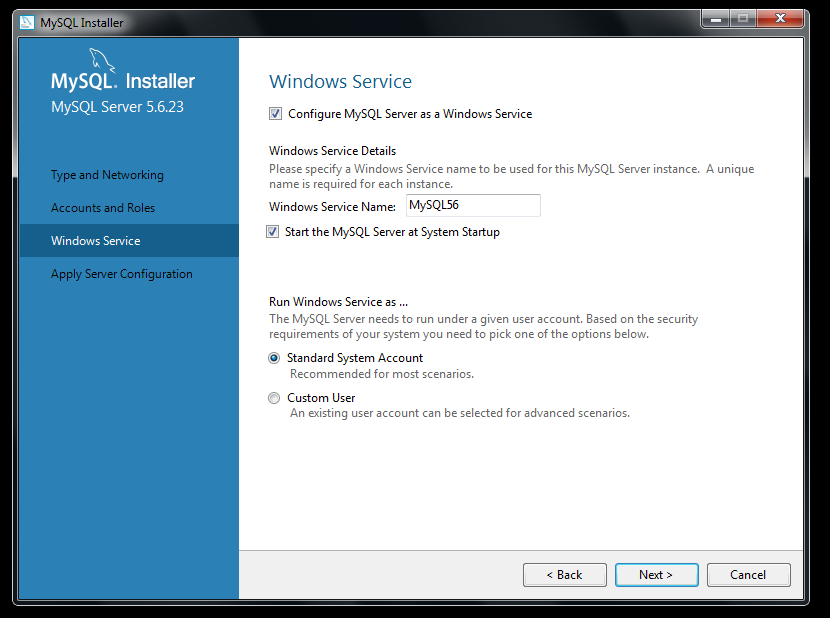 MySQL Installer
MySQL. Installer
MySQL Server 5.6.23
Type and Networking
Accounts and Roles
Windows Service
Apply Server Configuration
Windows Service
Configure MySQL Server as a Windows Service
Windows Service Details
Please specify a Windows Service name to be used for this MySQL Server instance. A unique
name is required for each instance.
Windows Service Name: MySQL56
Start the MySQL Server at System Startup
Run Windows Service as ...
The MySQL Server needs to run under a given user account. Based on the security
requirements of your system you need to pick one of the options below.
Standard System Account
Recommended for most scenarios.
Custom User
An existing user account can be selected for advanced scenarios.
< Back Next > Cancel